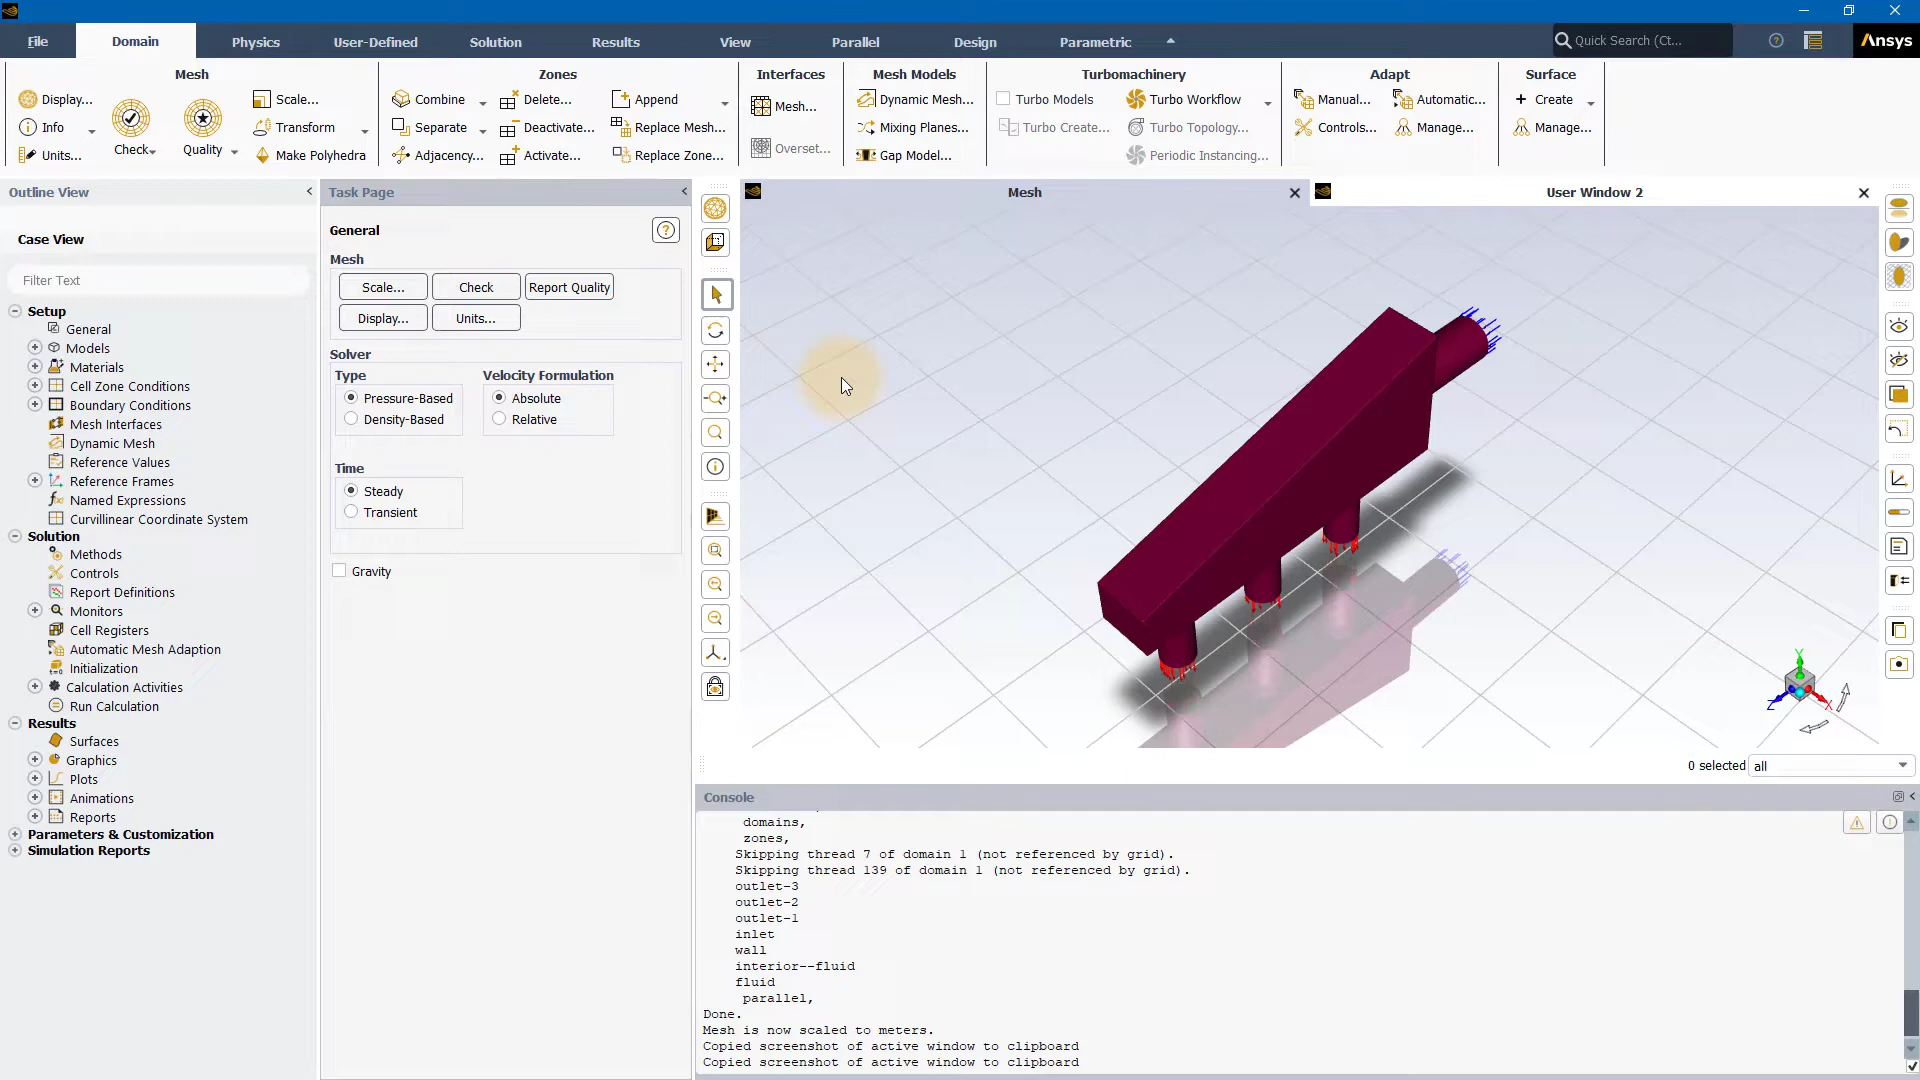 File Domain Physics User-Defined Solution Results View Parallel Design Parametric Quick Search (Ct... Ansys
Mesh Zones Interfaces Mesh Models Turbomachinery Adapt Surface
Display... Scale... Combine Delete... Append Mesh... Dynamic Mesh... Turbo Models Turbo Workflow Manual... Automatic... + Create
Info Transform Separate Deactivate... Replace Mesh... Mixing Planes... Turbo Create... Turbo Topology... Controls... Manage... Manage...
Check Quality Overset...
Units... Make Polyhedra Adjacency... Activate... Replace Zone... Gap Model... Periodic Instancing...
Outline View Task Page Mesh User Window 2
Case View
Filter Text
Setup
General
Models
Materials
Cell Zone Conditions
Boundary Conditions
Mesh Interfaces
Dynamic Mesh
Reference Values
Reference Frames
Named Expressions
Curvillinear Coordinate System
Solution
Methods
Controls
Report Definitions
Monitors
Cell Registers
Automatic Mesh Adaption
Initialization
Calculation Activities
Run Calculation
Results
Surfaces
Graphics
Plots
Animations
Reports
Parameters & Customization
Simulation Reports
General
Mesh
Scale... Check Report Quality
Display... Units...
Solver
Type Velocity Formulation
Pressure-Based Absolute
Density-Based Relative
Time
Steady
Transient
Gravity
Y
Z X
0 selected all
Console
domains,
zones,
Skipping thread 7 of domain 1 (not referenced by grid).
Skipping thread 139 of domain 1 (not referenced by grid).
outlet-3
outlet-2
outlet-1
inlet
wall
interior--fluid
fluid
parallel,
Done.
Mesh is now scaled to meters.
Copied screenshot of active window to clipboard
Copied screenshot of active window to clipboard